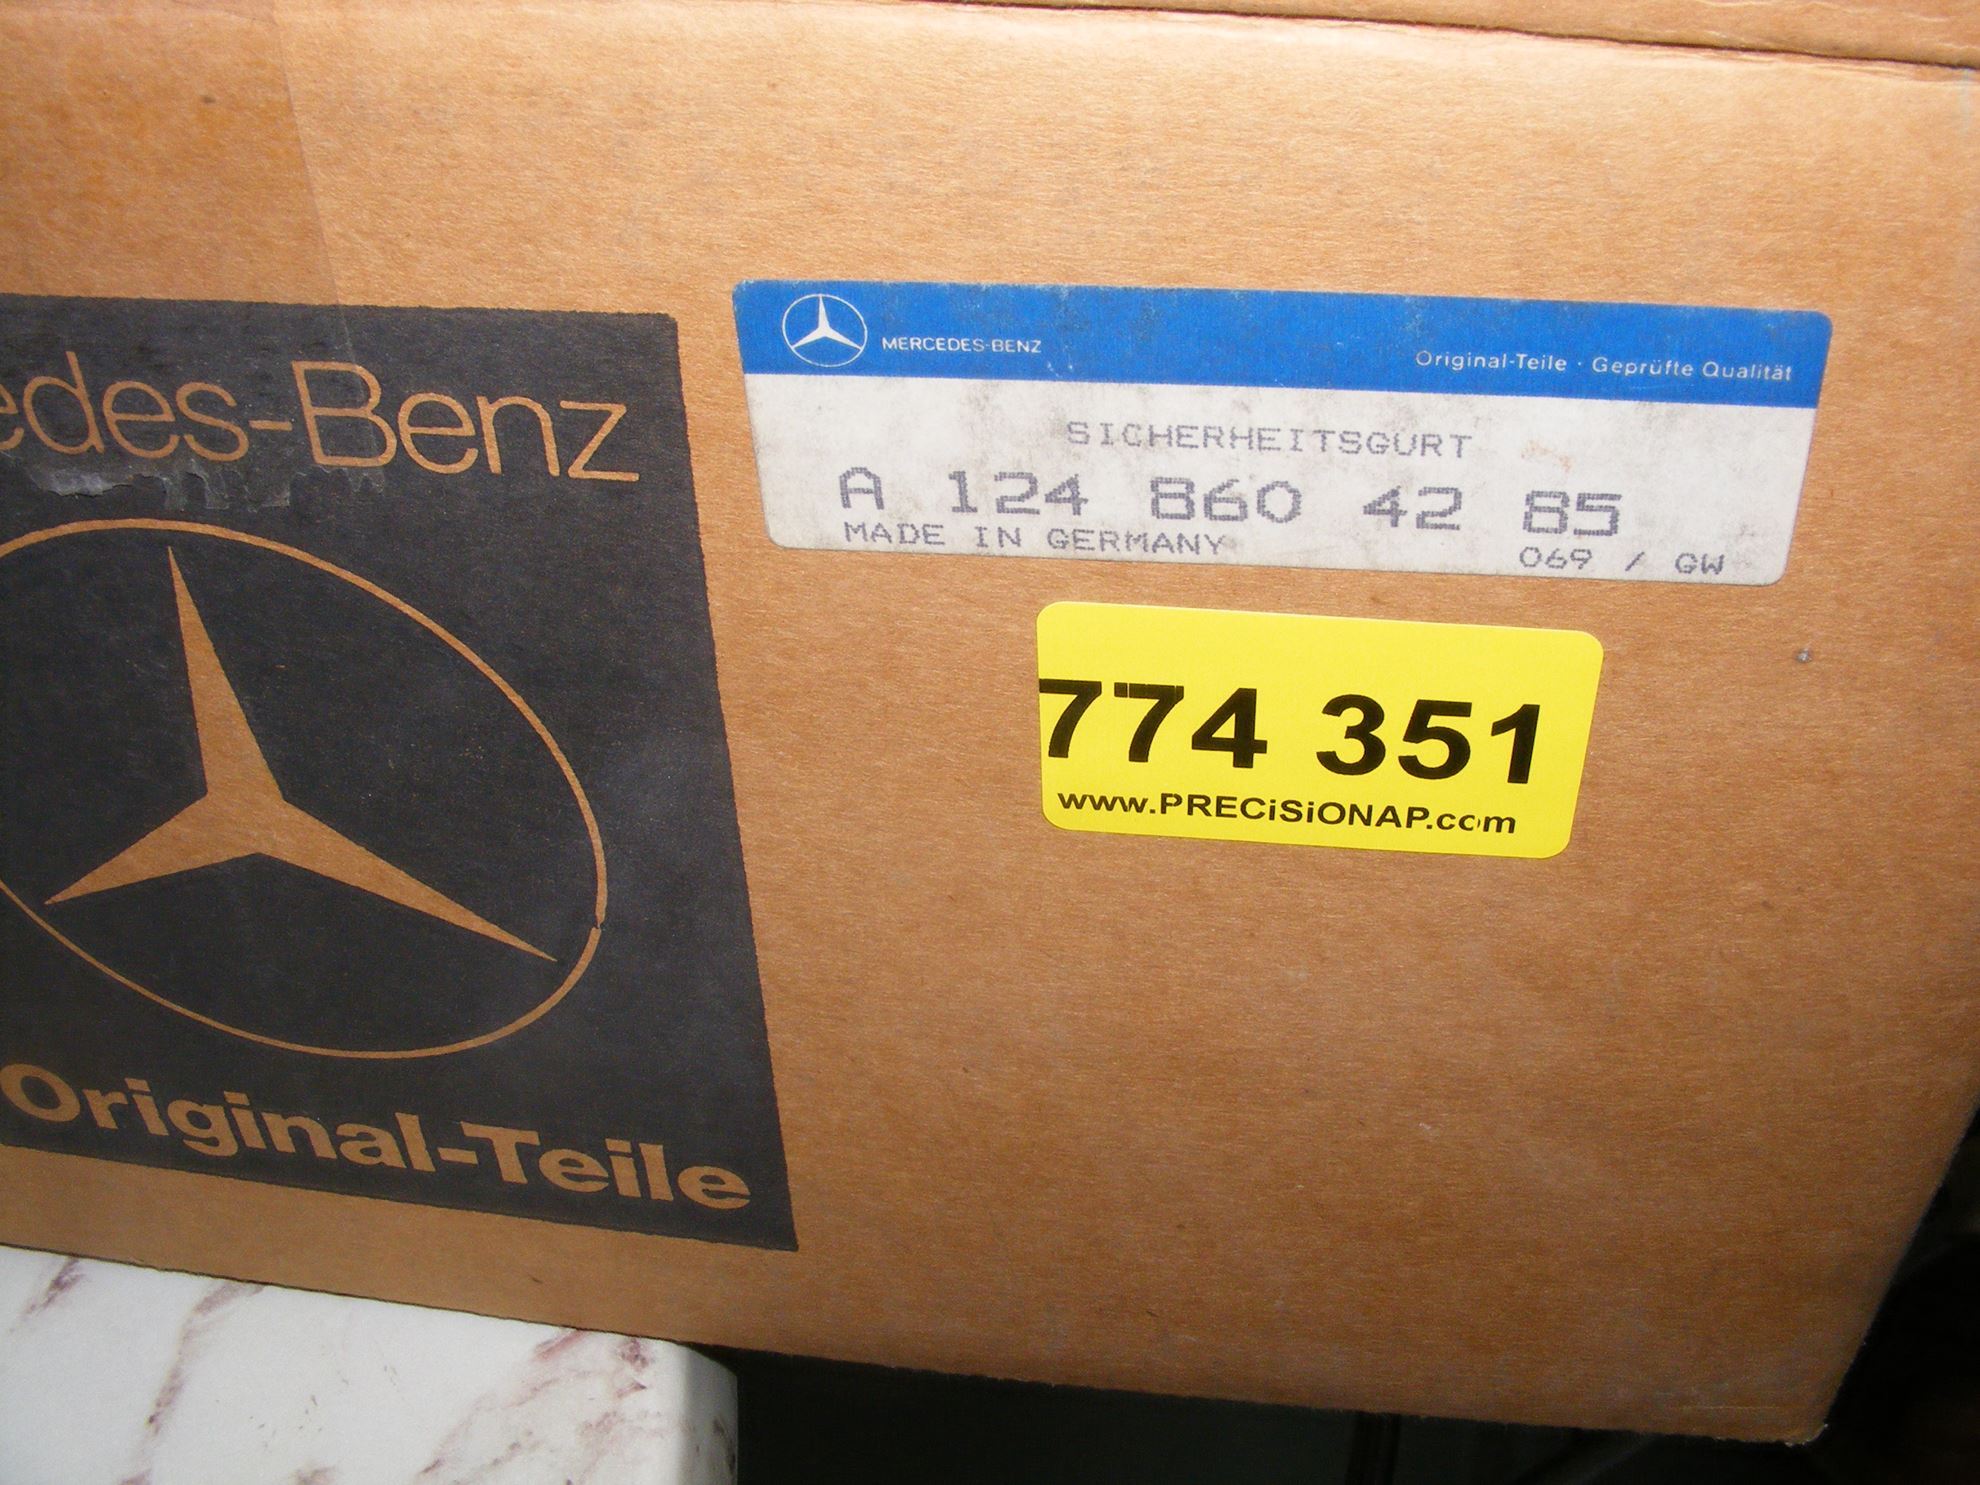 edes-Benz
Original-Teile
MERCEDES-BENZ
Original-Teile · Geprüfte Qualität
SICHERHEITSGURT
A 124 860 42 85
MADE IN GERMANY
069 / GW
774 351
www.PRECiSiONAP.com